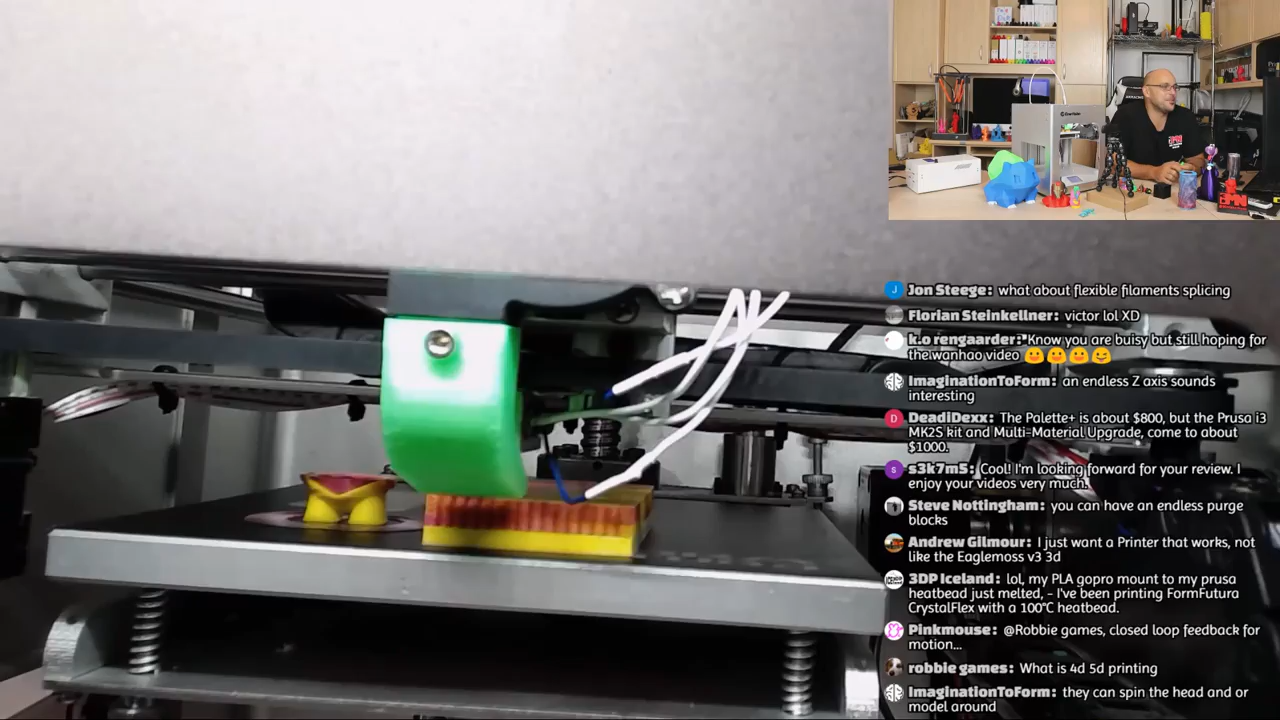 Jon Steege: what about flexible filaments splicing
Florian Steinkellner: victor lol XD
k.o rengaarder: Know you are buisy but still hoping for
the wanhao video
ImaginationToForm: an endless Z axis sounds
interesting
DeadiDexx: The Palette+ is about $800, but the Prusa i3
MK2S kit and Multi-Material Upgrade, come to about
$1000.
s3k7m5: Cool! I'm looking forward for your review. I
enjoy your videos very much.
Steve Nottingham: you can have an endless purge
blocks
Andrew Gilmour: I just want a Printer that works, not
like the Eaglemoss v3 3d
3DP Iceland: lol, my PLA gopro mount to my prusa
heatbead just melted, - I've been printing FormFutura
CrystalFlex with a 100°C heatbead.
Pinkmouse: @Robbie games, closed loop feedback for
motion...
robbie games: What is 4d 5d printing
ImaginationToForm: they can spin the head and or
model around